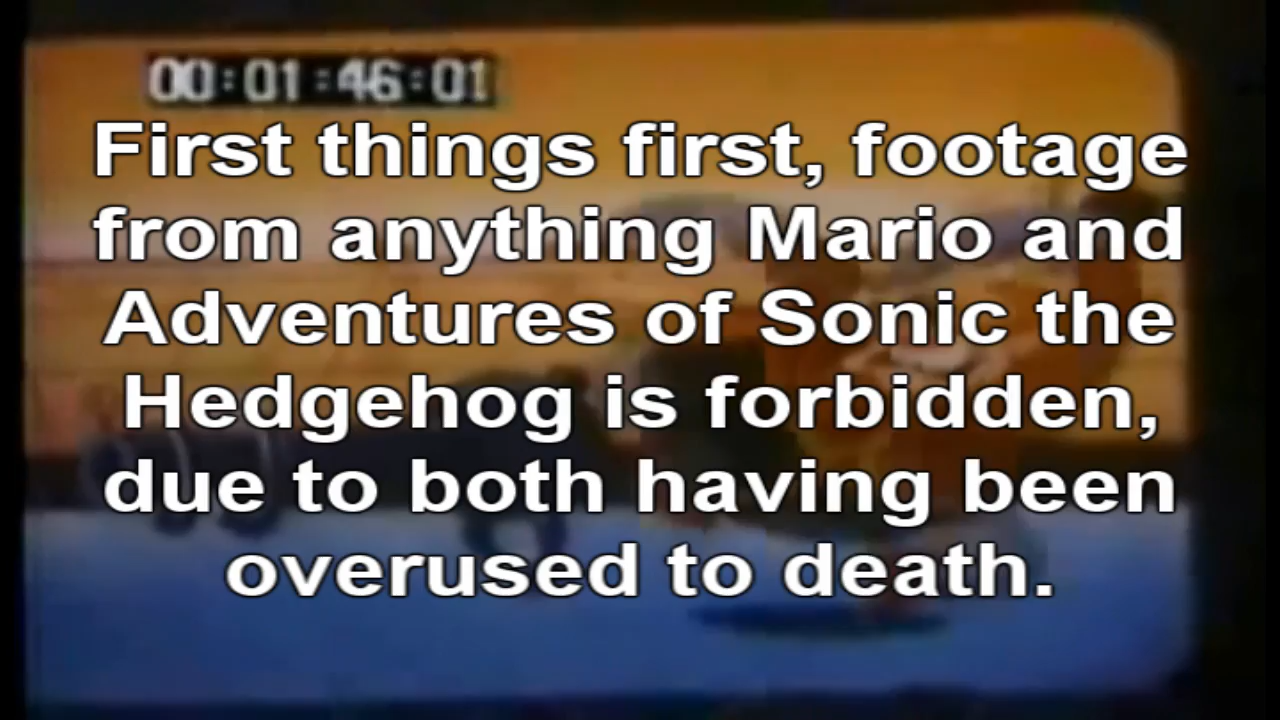 00:01:46:01
First things first, footage
from anything Mario and
Adventures of Sonic the
Hedgehog is forbidden,
due to both having been
overused to death.